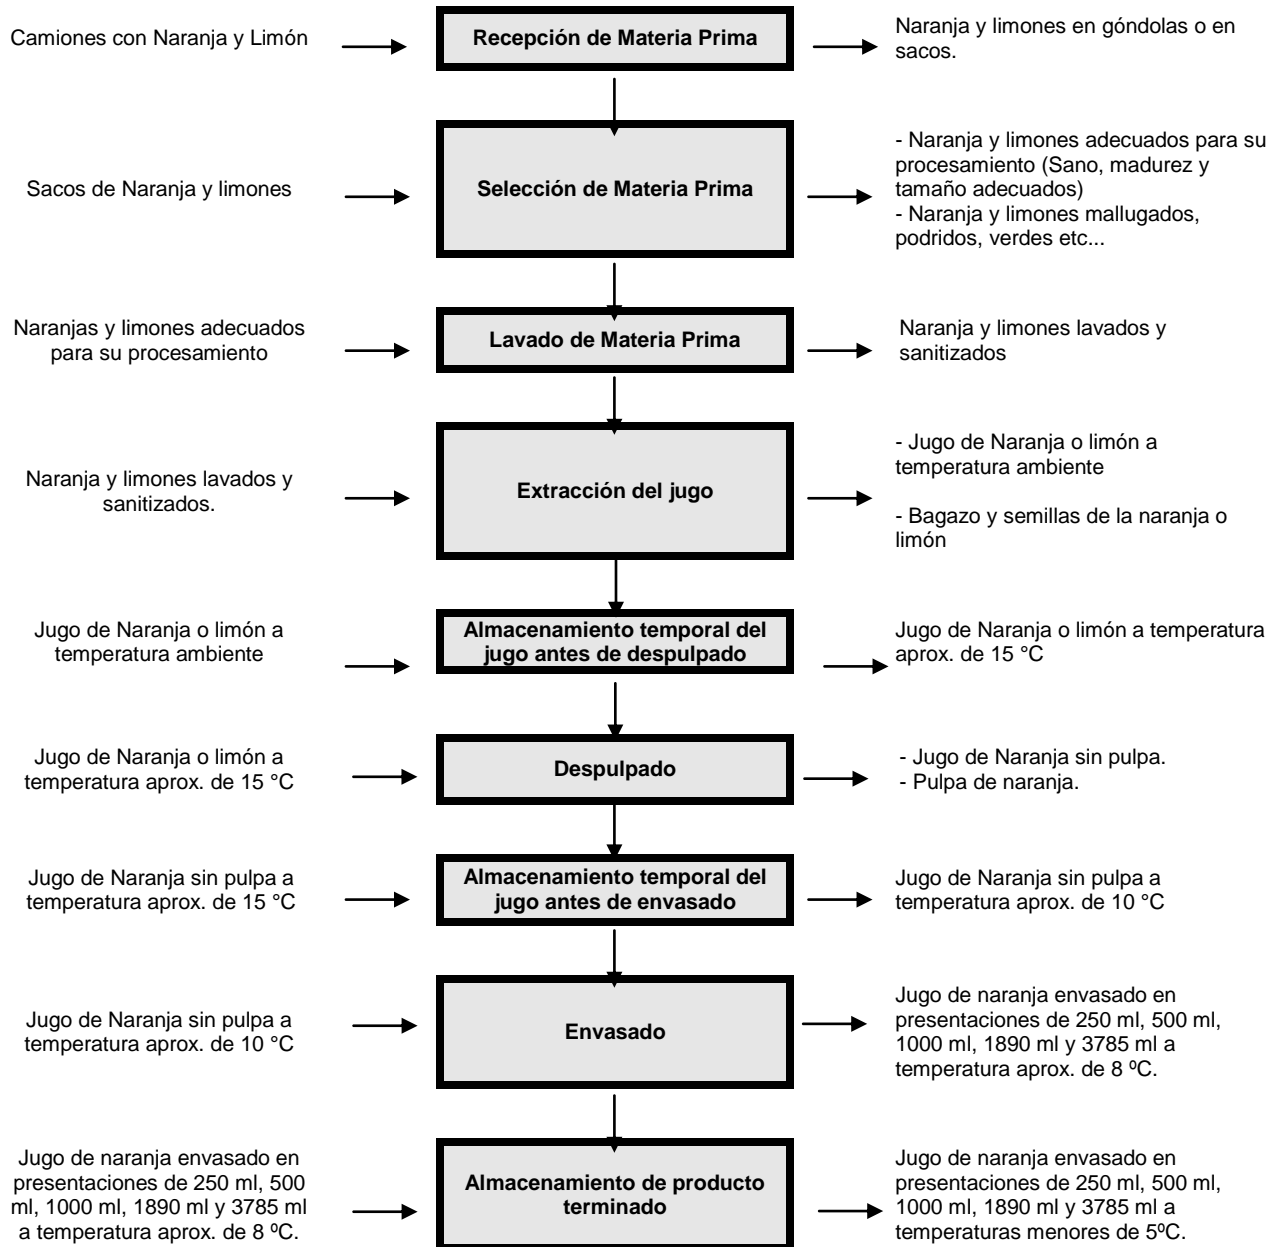 Camiones con Naranja y Limón
Recepción de Materia Prima
Naranja y limones en góndolas o en
sacos.
Sacos de Naranja y limones
Selección de Materia Prima
- Naranja y limones adecuados para su
procesamiento (Sano, madurez y
tamaño adecuados)
- Naranja y limones mallugados,
podridos, verdes etc...
Naranjas y limones adecuados
para su procesamiento
Lavado de Materia Prima
Naranja y limones lavados y
sanitizados
Naranja y limones lavados y
sanitizados.
Extracción del jugo
- Jugo de Naranja o limón a
temperatura ambiente
- Bagazo y semillas de la naranja o
limón
Jugo de Naranja o limón a
temperatura ambiente
Almacenamiento temporal del
jugo antes de despulpado
Jugo de Naranja o limón a temperatura
aprox. de 15 °C
Jugo de Naranja o limón a
temperatura aprox. de 15 °C
Despulpado
- Jugo de Naranja sin pulpa.
- Pulpa de naranja.
Jugo de Naranja sin pulpa a
temperatura aprox. de 15 °C
Almacenamiento temporal del
jugo antes de envasado
Jugo de Naranja sin pulpa a
temperatura aprox. de 10 °C
Jugo de Naranja sin pulpa a
temperatura aprox. de 10 °C
Envasado
Jugo de naranja envasado en
presentaciones de 250 ml, 500 ml,
1000 ml, 1890 ml y 3785 ml a
temperatura aprox. de 8 ºC.
Jugo de naranja envasado en
presentaciones de 250 ml, 500
ml, 1000 ml, 1890 ml y 3785 ml
a temperatura aprox. de 8 ºC.
Almacenamiento de producto
terminado
Jugo de naranja envasado en
presentaciones de 250 ml, 500 ml,
1000 ml, 1890 ml y 3785 ml a
temperaturas menores de 5ºC.